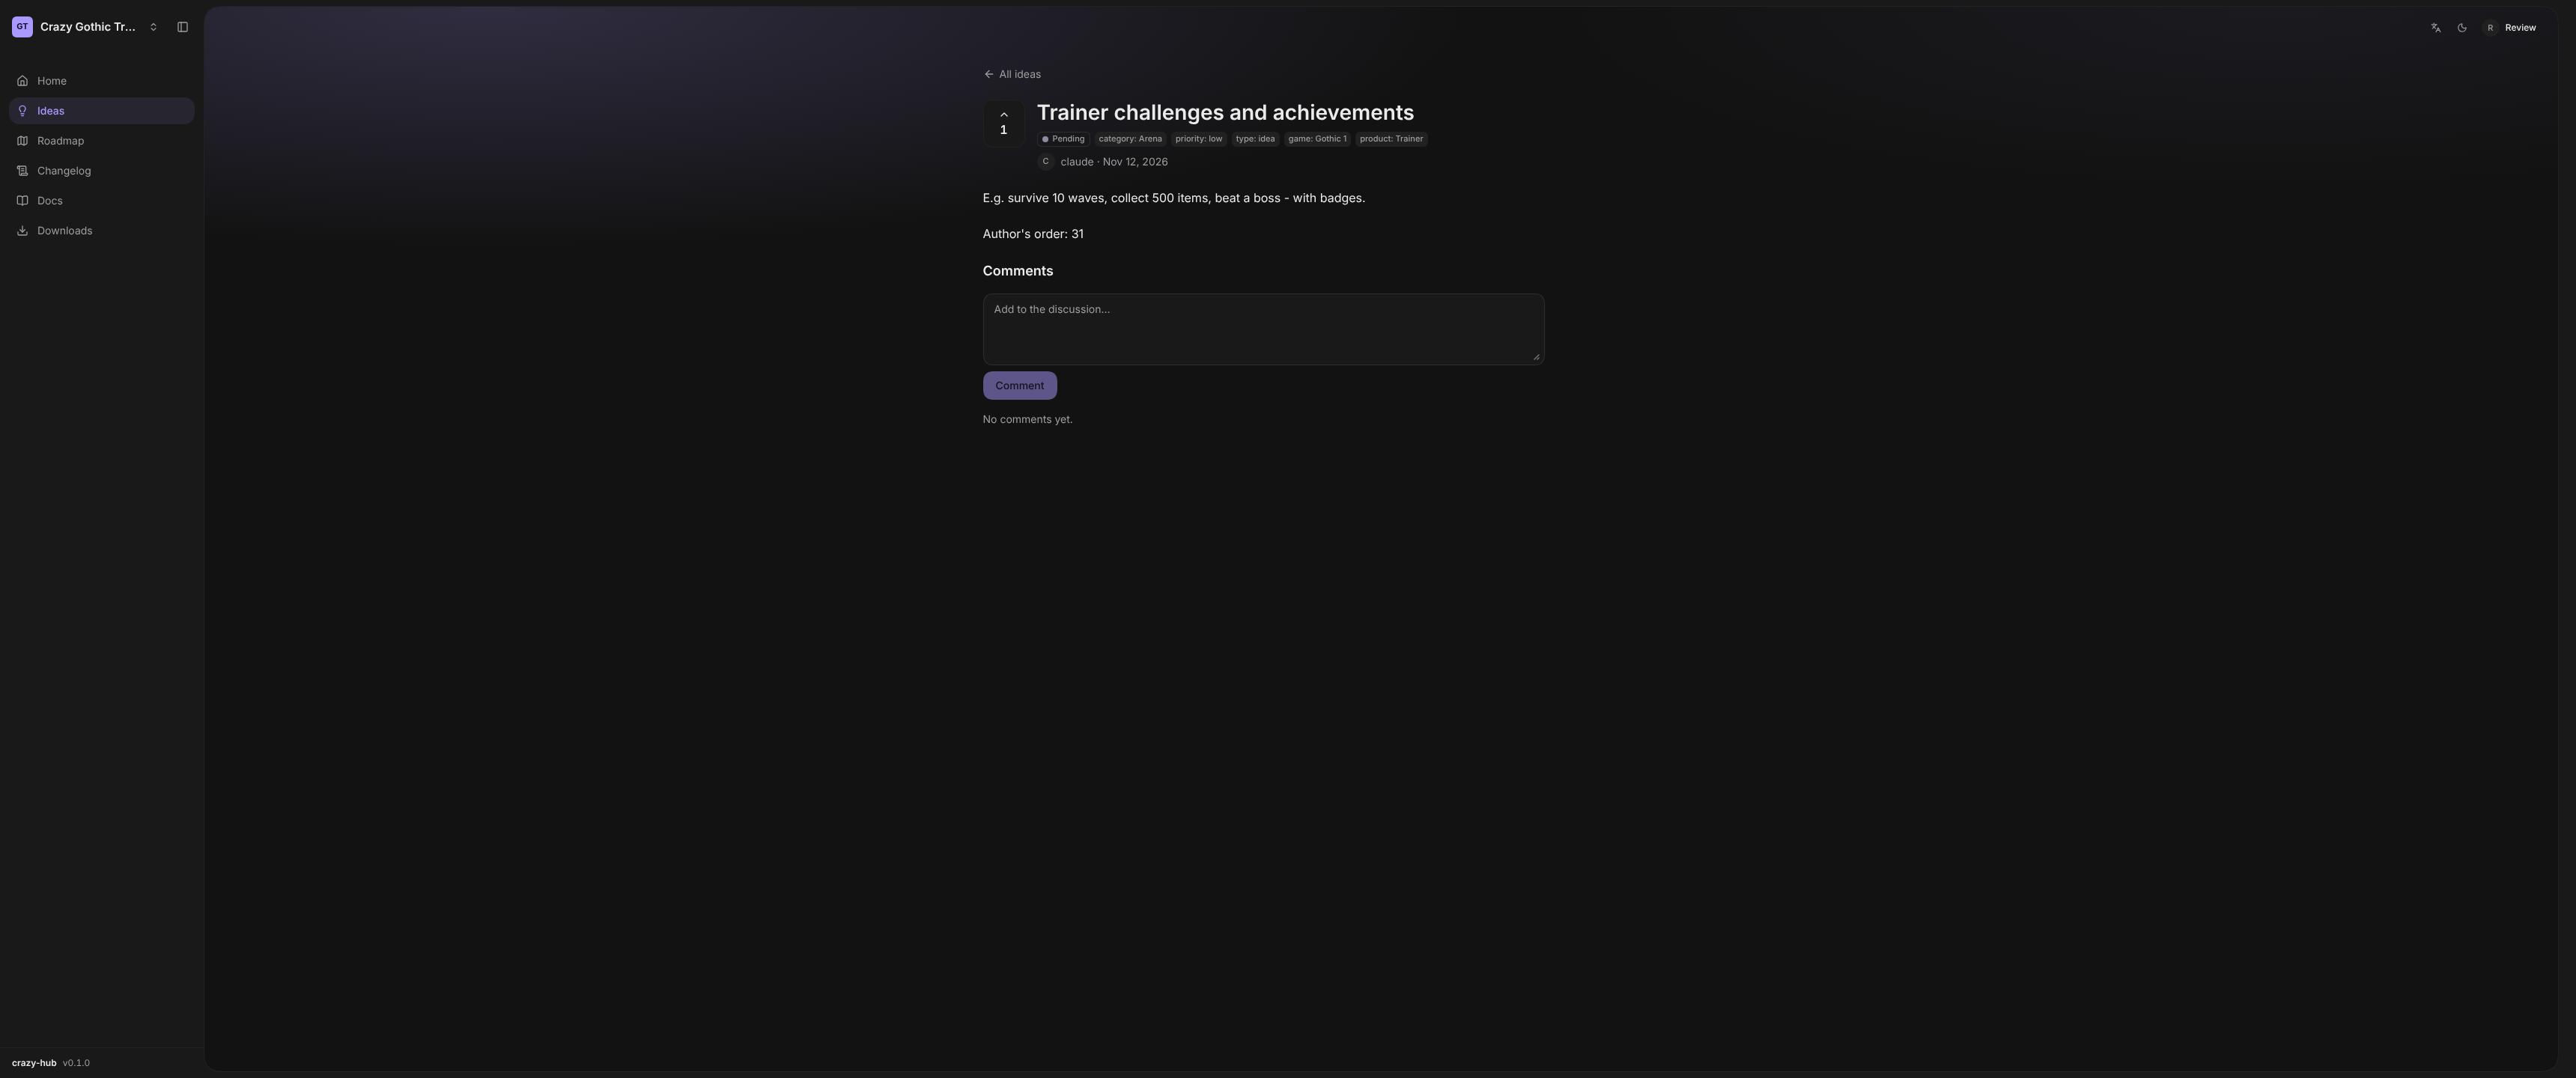 GT Crazy Gothic Tr...
Home
Ideas
Roadmap
Changelog
Docs
Downloads
crazy-hub v0.1.0
R Review
All ideas
1
Trainer challenges and achievements
Pending category: Arena priority: low type: idea game: Gothic 1 product: Trainer
C claude · Nov 12, 2026
E.g. survive 10 waves, collect 500 items, beat a boss - with badges.
Author's order: 31
Comments
Add to the discussion...
Comment
No comments yet.